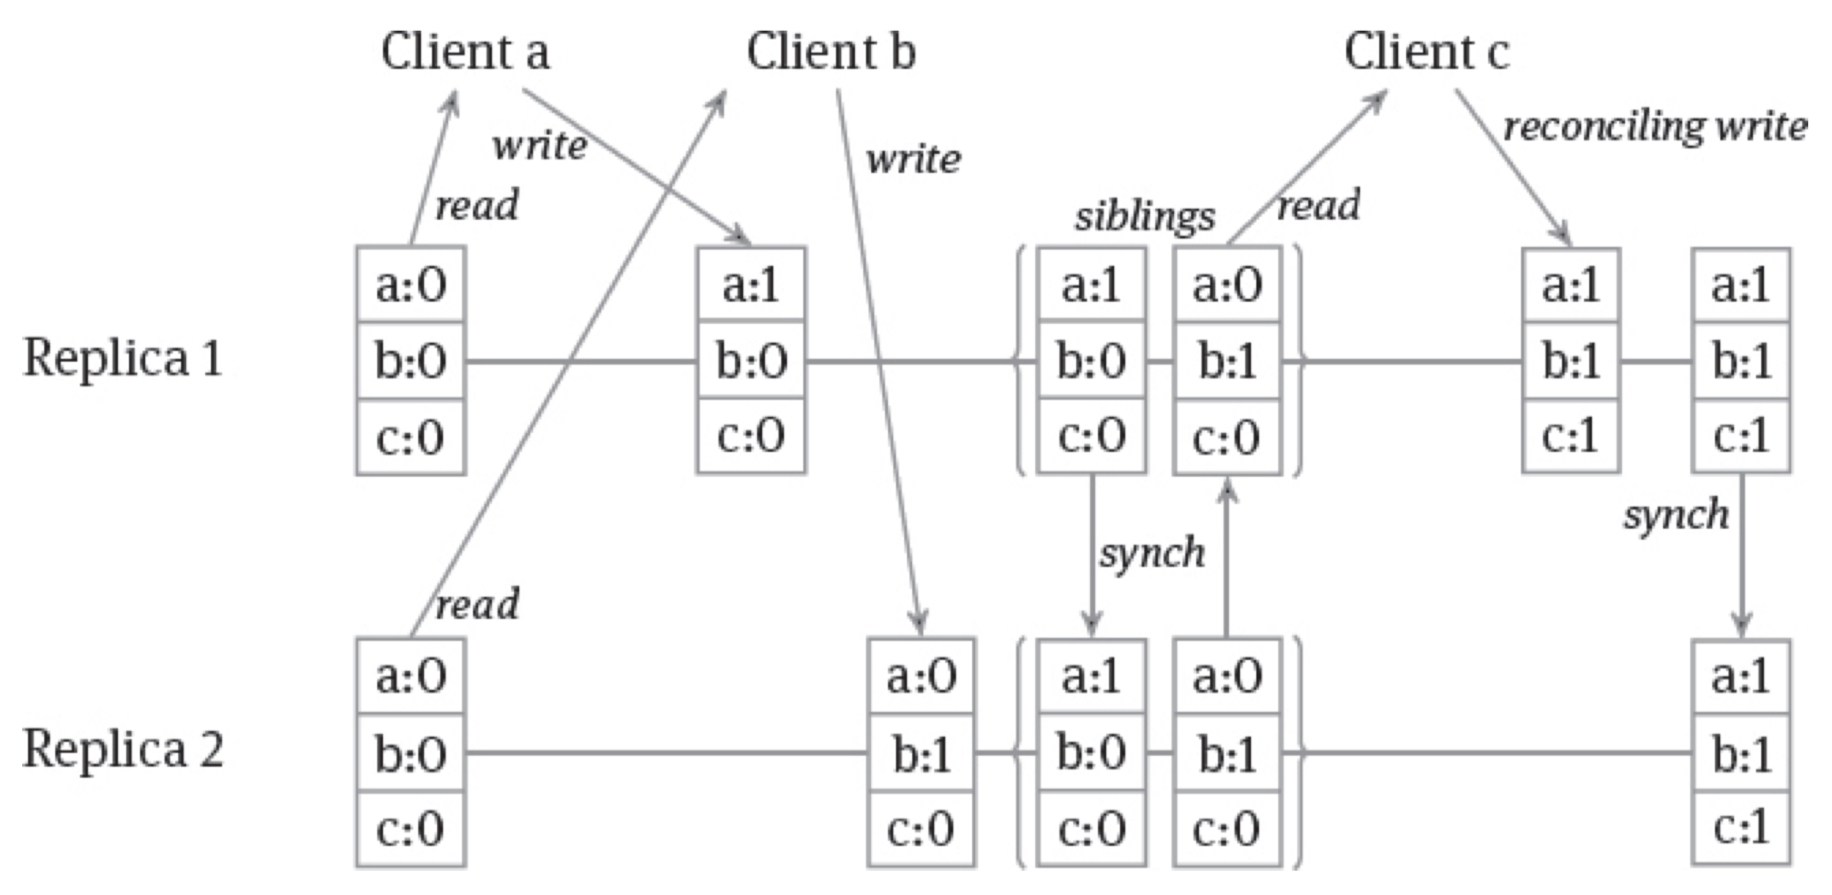 Client a
Client b
Client c
write
read
write
siblings
read
reconciling write
Replica 1
a:0
b:0
c:0
a:1
b:0
c:0
a:1
b:0
c:0
a:0
b:1
c:0
a:1
b:1
c:1
a:1
b:1
c:1
synch
synch
read
Replica 2
a:0
b:0
c:0
a:0
b:1
c:0
a:1
b:0
c:0
a:0
b:1
c:0
a:1
b:1
c:1